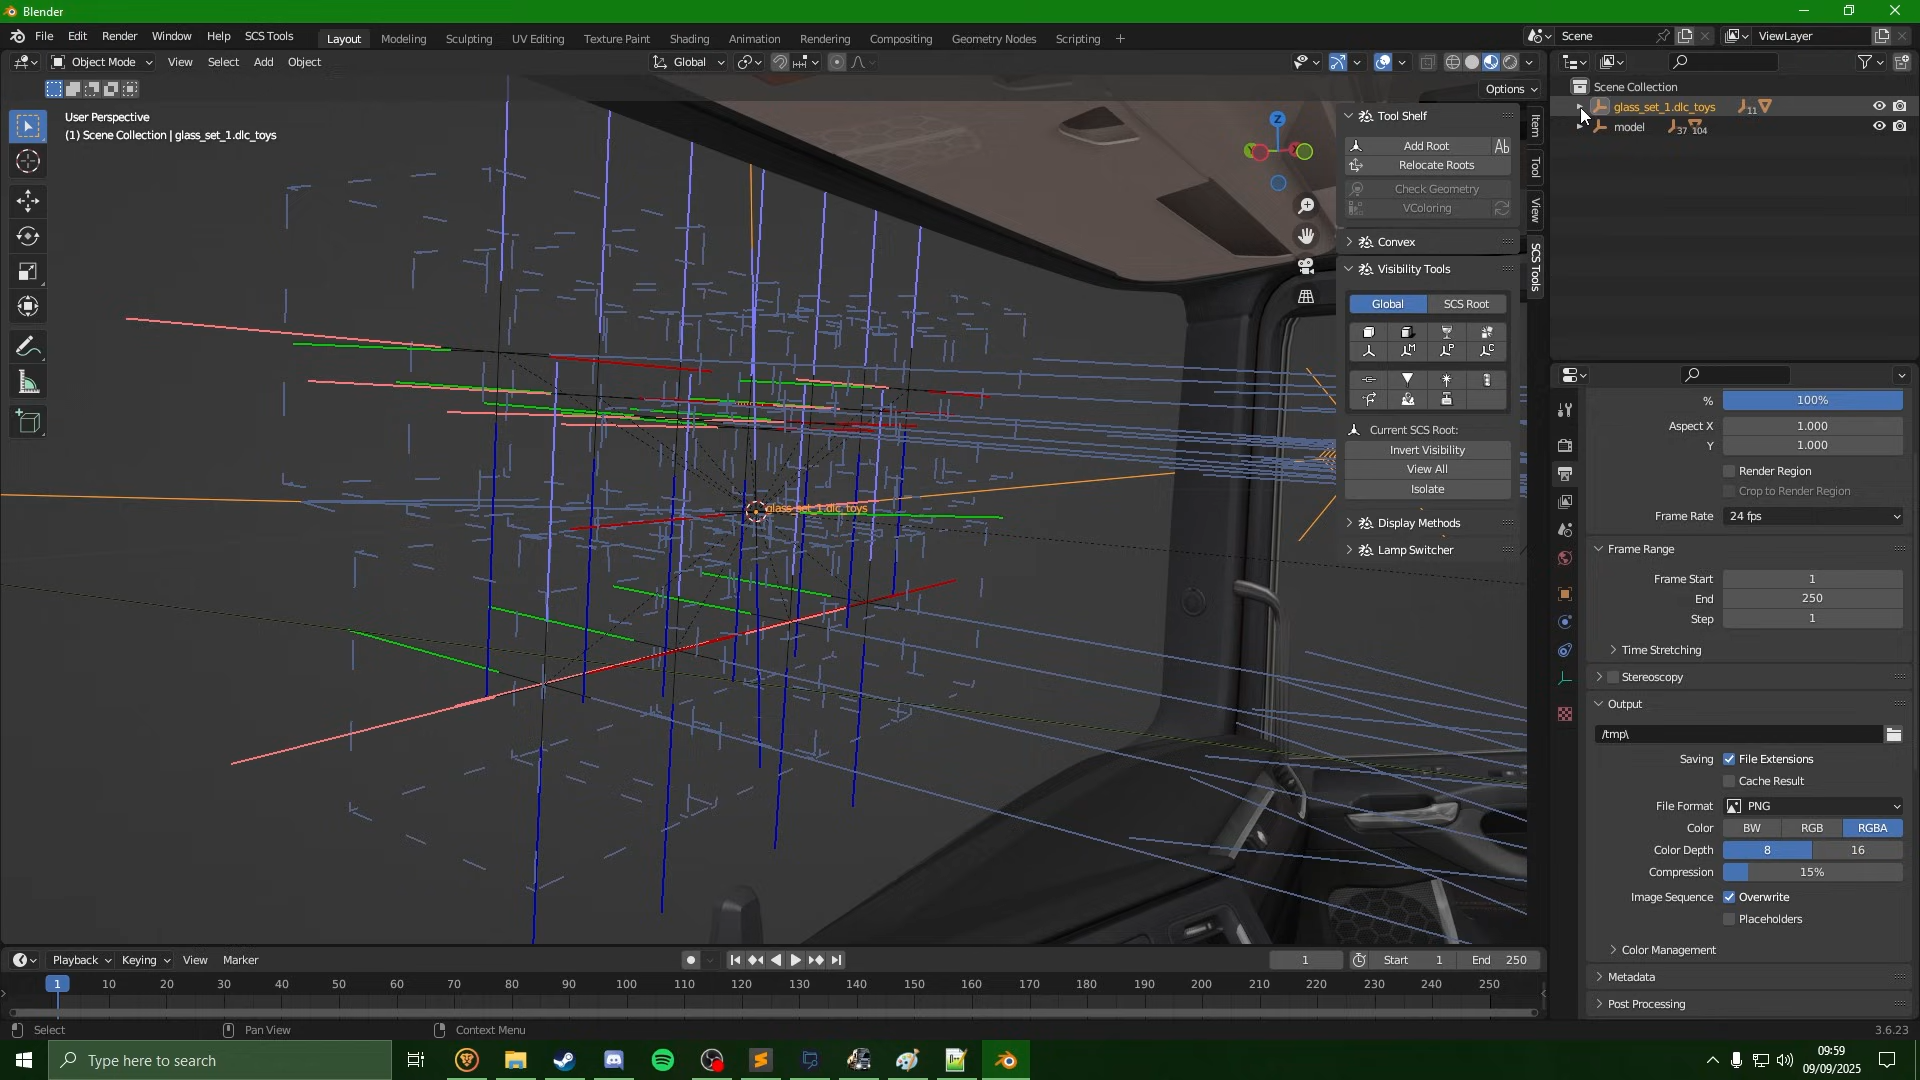 Blender
File Edit Render Window Help SCS Tools
Layout Modeling Sculpting UV Editing Texture Paint Shading Animation Rendering Compositing Geometry Nodes Scripting +
Scene
ViewLayer
Object Mode View Select Add Object
Global
Options
User Perspective
(1) Scene Collection | glass_set_1.dlc_toys
Z
glass_set_1.dlc_toys
Tool Shelf
Add Root
Relocate Roots
Check Geometry
VColoring
Convex
Visibility Tools
Global SCS Root
Current SCS Root:
Invert Visibility
View All
Isolate
Display Methods
Lamp Switcher
Item
Tool
View
SCS Tools
Scene Collection
glass_set_1.dlc_toys 11
model 37 104
% 100%
Aspect X 1.000
Y 1.000
Render Region
Crop to Render Region
Frame Rate 24 fps
Frame Range
Frame Start 1
End 250
Step 1
Time Stretching
Stereoscopy
Output
/tmp\
Saving File Extensions
Cache Result
File Format PNG
Color BW RGB RGBA
Color Depth 8 16
Compression 15%
Image Sequence Overwrite
Placeholders
Color Management
Metadata
Post Processing
Playback Keying View Marker
1 Start 1 End 250
1 10 20 30 40 50 60 70 80 90 100 110 120 130 140 150 160 170 180 190 200 210 220 230 240 250
Select Pan View Context Menu
3.6.23
Type here to search
09:59
09/09/2025